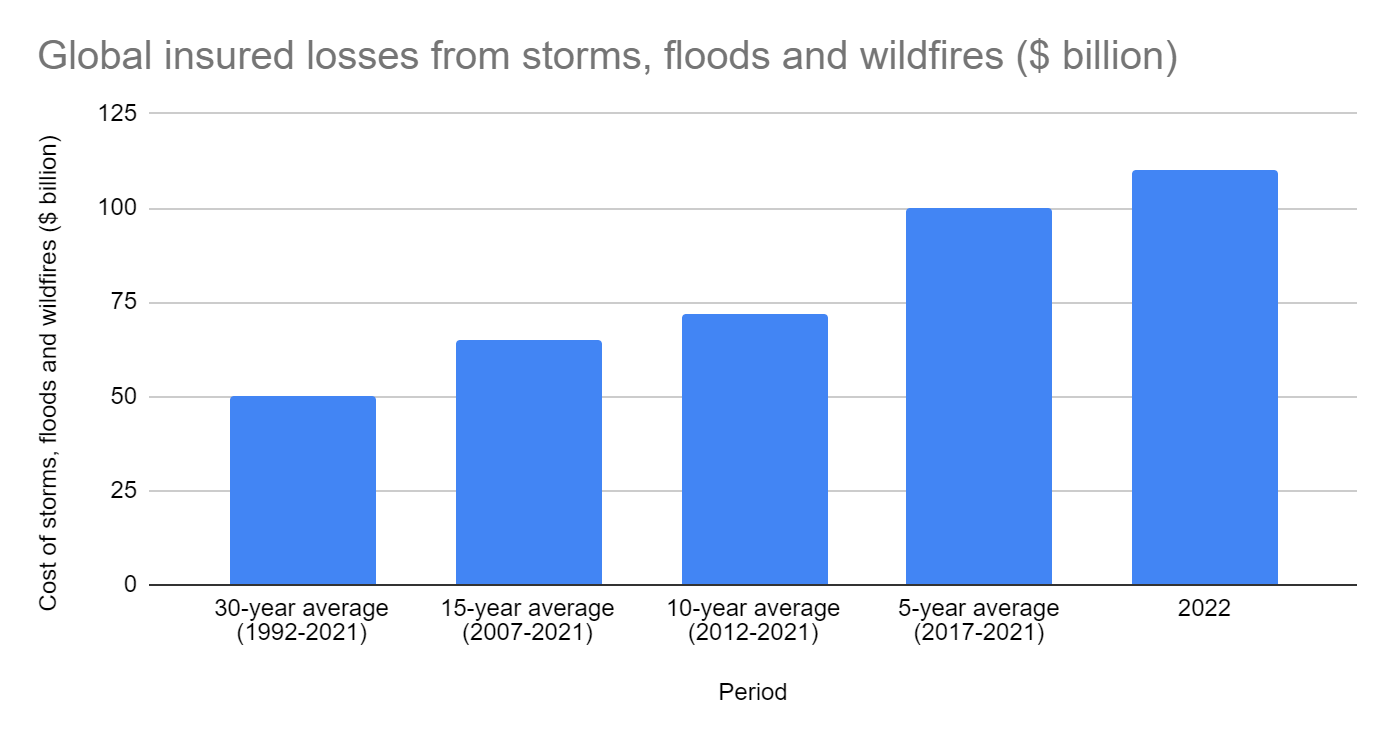 Global insured losses from storms, floods and wildfires ($ billion)
Cost of storms, floods and wildfires ($ billion)
125
100
75
50
25
0
30-year average
(1992-2021)
15-year average
(2007-2021)
10-year average
(2012-2021)
5-year average
(2017-2021)
2022
Period